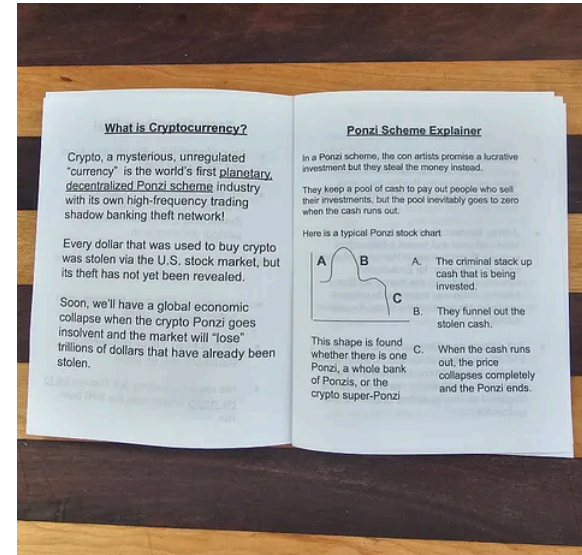 What is Cryptocurrency?
Crypto, a mysterious, unregulated
"currency" is the world's first planetary,
decentralized Ponzi scheme industry
with its own high-frequency trading
shadow banking theft network!
Every dollar that was used to buy crypto
was stolen via the U.S. stock market, but
its theft has not yet been revealed.
Soon, we'll have a global economic
collapse when the crypto Ponzi goes
insolvent and the market will "lose"
trillions of dollars that have already been
stolen.
Ponzi Scheme Explainer
In a Ponzi scheme, the con artists promise a lucrative
investment but they steal the money instead.
They keep a pool of cash to pay out people who sell
their investments, but the pool inevitably goes to zero
when the cash runs out.
Here is a typical Ponzi stock chart
A
B
C
This shape is found
whether there is one
Ponzi, a whole bank
of Ponzis, or the
crypto super-Ponzi
A. The criminal stack up
cash that is being
invested.
B. They funnel out the
stolen cash.
C. When the cash runs
out, the price
collapses completely
and the Ponzi ends.